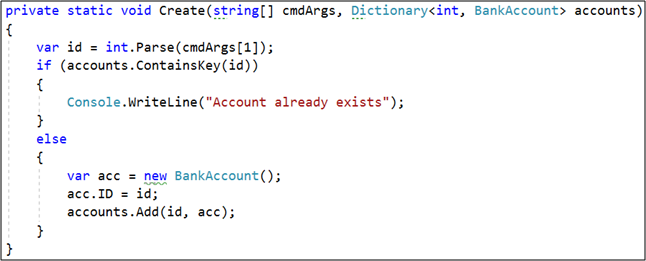 private static void Create(string[] cmdArgs, Dictionary<int, BankAccount> accounts)
{
    var id = int.Parse(cmdArgs[1]);
    if (accounts.ContainsKey(id))
    {
        Console.WriteLine("Account already exists");
    }
    else
    {
        var acc = new BankAccount();
        acc.ID = id;
        accounts.Add(id, acc);
    }
}